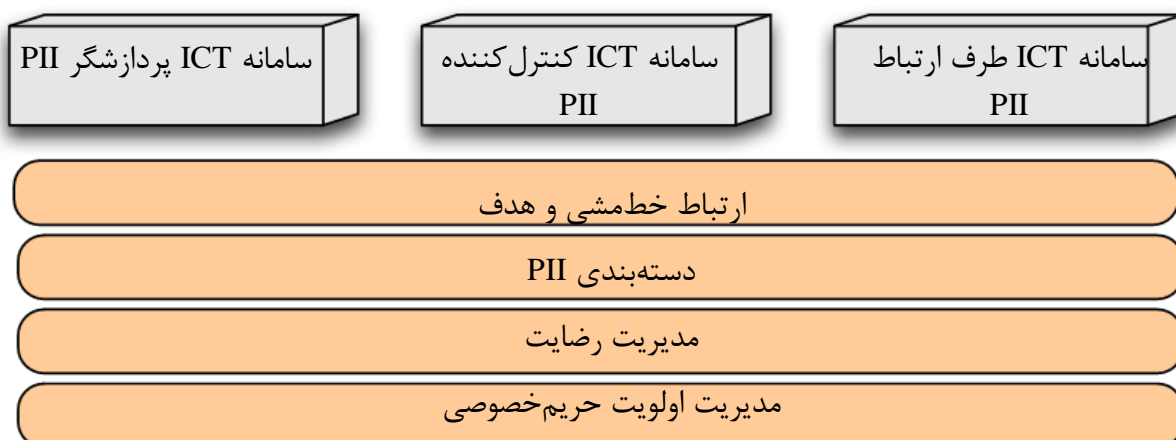 سامانه ICT طرف ارتباط
PII
سامانه ICT کنترل‌کننده
PII
سامانه ICT پردازشگر PII
ارتباط خط‌مشی و هدف
دسته‌بندی PII
مدیریت رضایت
مدیریت اولویت حریم‌خصوصی